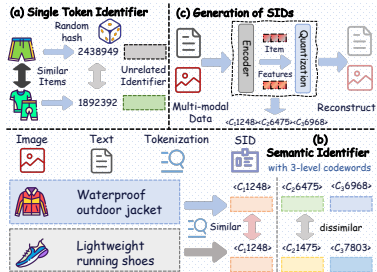 (a) Single Token Identifier
Random hash
2438949
Similar Items
Unrelated Identifier
1892392
(c) Generation of SIDs
Encoder
Item
Features
Quantization
Multi-modal Data
Reconstruct
<C₁1248><C₂6475><C₃6968>
Image
Text
Tokenization
SID
(b) Semantic Identifier
with 3-level codewords
Waterproof outdoor jacket
<C₁1248>
<C₂6475>
<C₃6968>
Similar
dissimilar
Lightweight running shoes
<C₁1248>
<C₂1475>
<C₃7803>